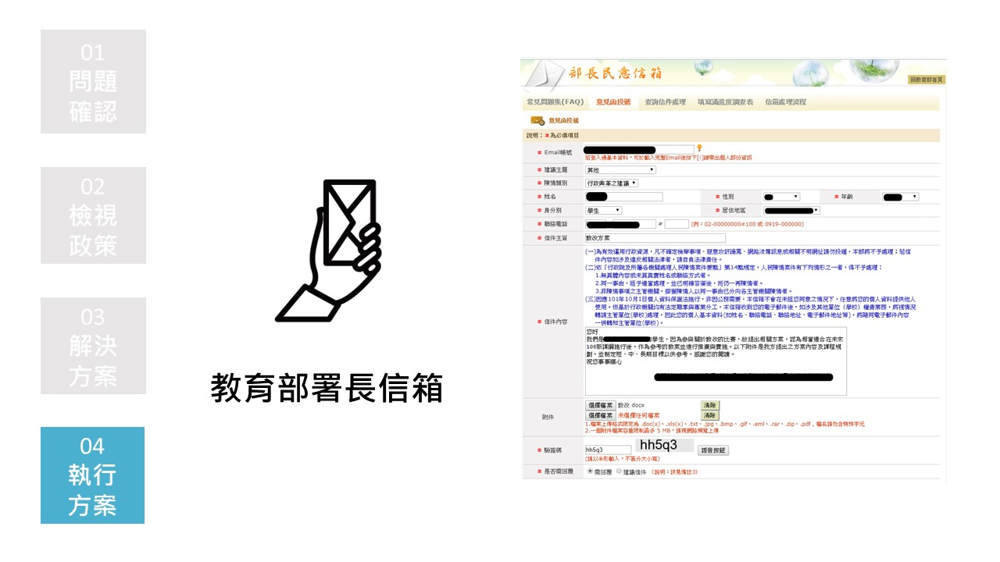 01
問題
確認
02
檢視
政策
03
解決
方案
04
執行
方案
教育部署長信箱
部長民意信箱
回教育部首頁
常見問題集(FAQ) 意見函投遞 查詢信件處理 填寫滿意度調查表 信箱處理流程
意見函投遞
說明：*為必填項目
* Email帳號
若登入過基本資料，可於輸入完整Email後按下[!]鍵帶出個人部份資訊
* 建議主題 其他
* 陳情類別 行政興革之建議
* 姓名 * 性別 * 年齡
* 身分別 學生 * 居住地區
* 聯絡電話 # (例：02-00000000#100 或 0919-000000)
* 信件主旨 教改方案
* 信件內容
(一)為有效運用行政資源，凡不確定檢舉事項、惡意攻訐謾罵、網路流傳訊息或相關不明網址請勿投遞，本部將不予處理；惟信
件內容如涉及違反相關法律者，請自負法律責任。
(二)依「行政院及所屬各機關處理人民陳情案件要點」第14點規定，人民陳情案件有下列情形之一者，得不予處理：
1.無具體內容或未具真實姓名或聯絡方式者。
2.同一事由，經予適當處理，並已明確答復後，而仍一再陳情者。
3.非陳情事項之主管機關，接獲陳情人以同一事由已分向各主管機關陳情者。
(三)因應101年10月1日個人資料保護法施行，非因公務需要，本信箱不會在未經您同意之情況下，任意將您的個人資料提供他人
使用。但基於行政機關均有法定職掌與專業分工，本信箱收到您的電子郵件後，如涉及其他單位（學校）權責業務，將視情況
轉請主管單位(學校)處理，因此您的個人基本資料(如姓名、聯絡電話、聯絡地址、電子郵件地址等)，將隨同電子郵件內容
一併轉知主管單位(學校)。
您好
我們是 學生，因為參與關於教改的比賽，故提出相關方案，認為相當適合在未來
108新課綱施行後，作為參考的教案並進行推廣與實施。以下附件是我方提出之方案內容及課程規
劃，並制定短、中、長期目標以供參考，感謝您的閱讀。
祝您事事順心
附件
選擇檔案 教改.docx 清除
選擇檔案 未選擇任何檔案 清除
1.檔案上傳格式限定為 .doc(x)、.xls(x)、.txt、.jpg、.bmp、.gif、.eml、.rar、.zip、.pdf，檔名請勿含特殊字元
2.一個附件檔案容量限制最多 5 MB，請視網路頻寬上傳
* 驗證碼 hh5q3 hh5q3 語音按鈕
(請以半形輸入，不區分大小寫)
* 是否需回覆 需回覆 建議信件 (說明：詳見備註3)